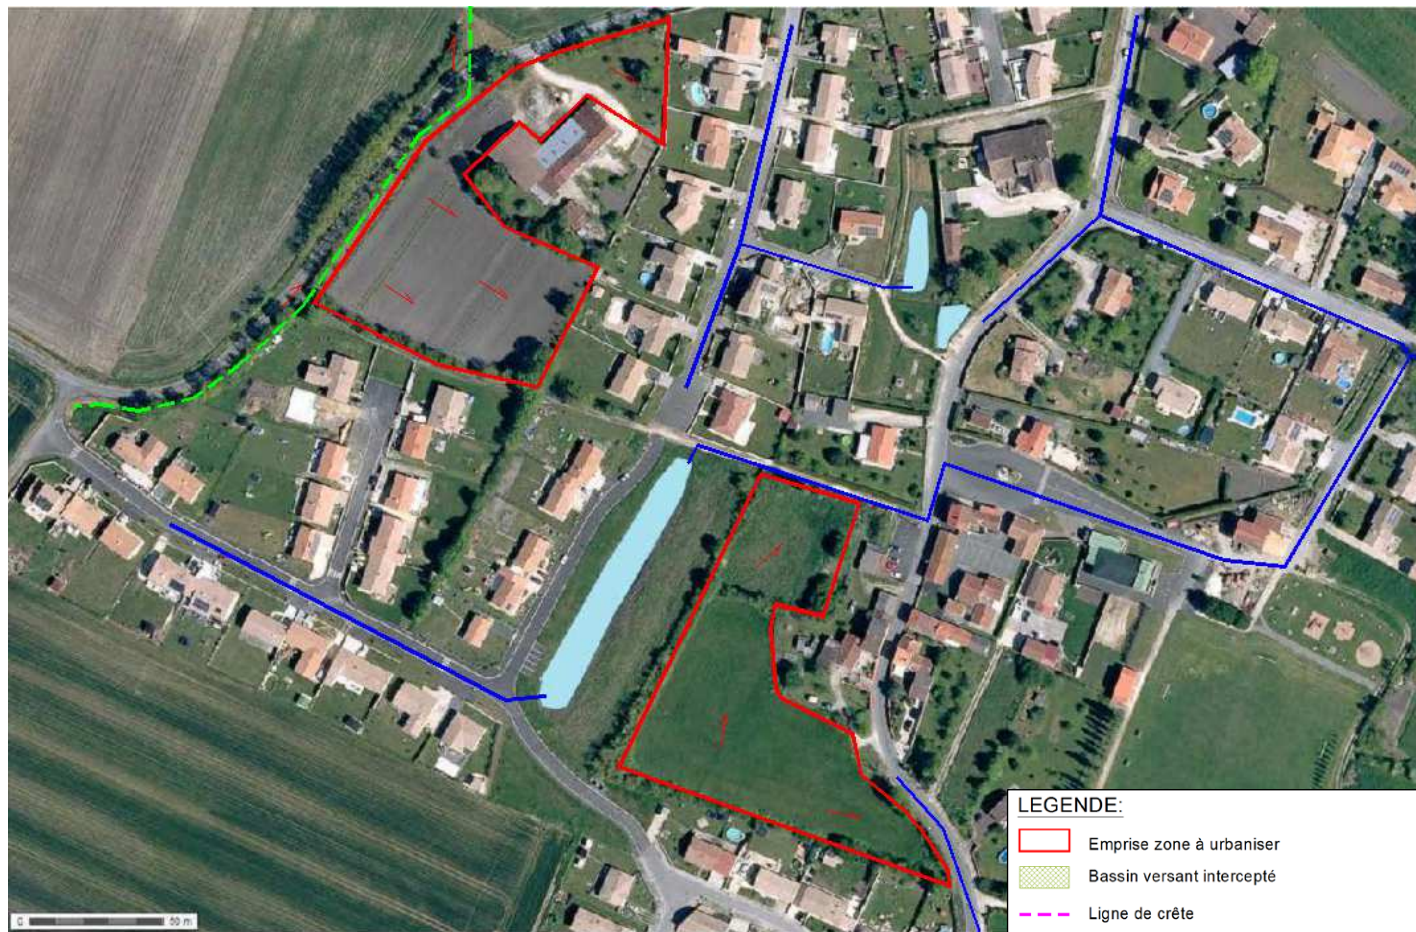 LEGENDE:
Emprise zone à urbaniser
Bassin versant intercepté
Ligne de crête
0 50 m